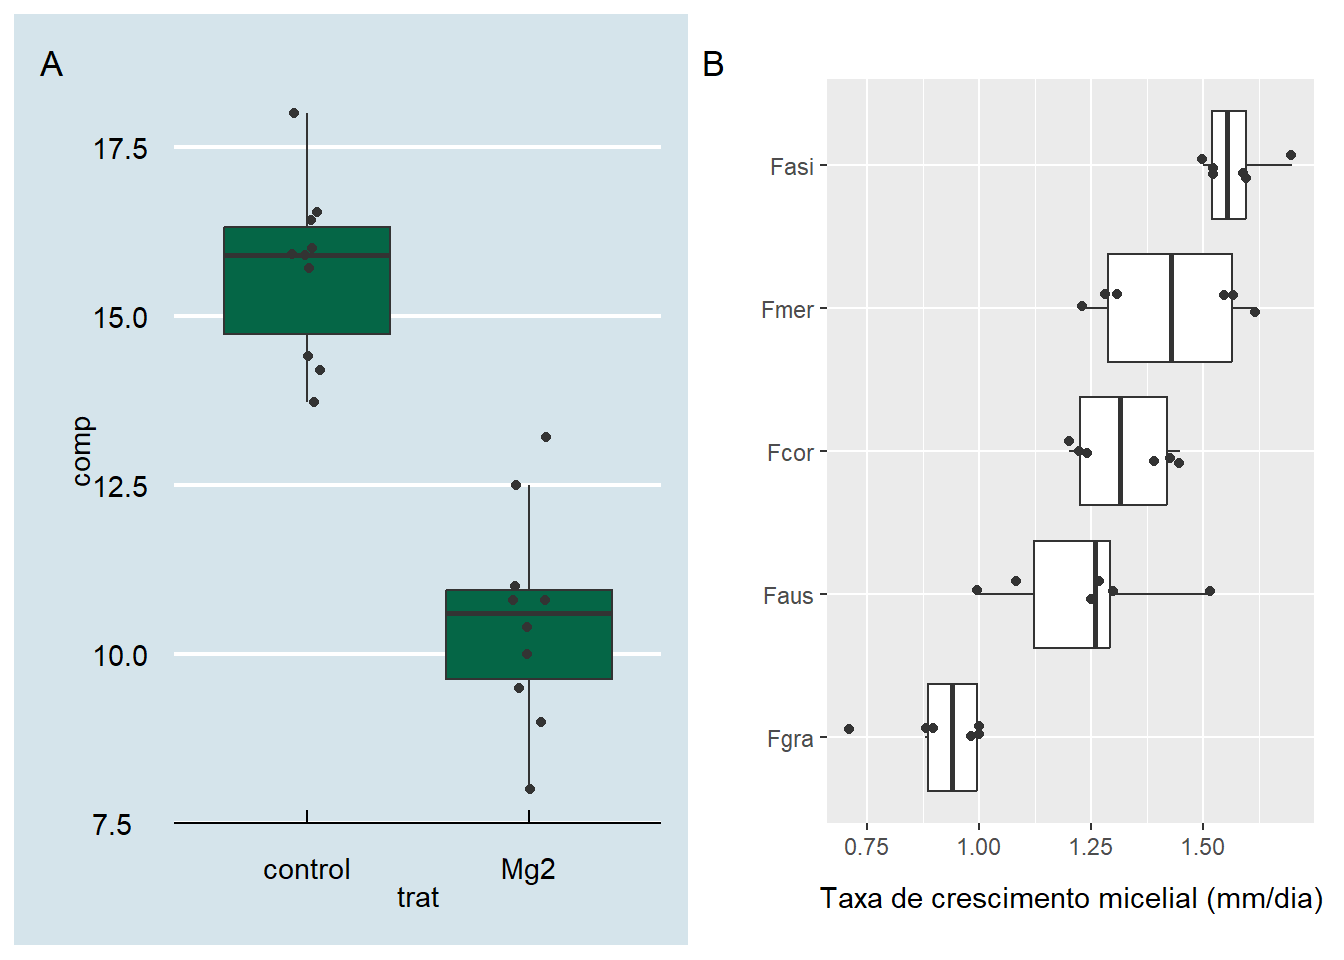 A
17.5
15.0
12.5
10.0
7.5
comp
control
Mg2
trat
B
Fasi
Fmer
Fcor
Faus
Fgra
0.75
1.00
1.25
1.50
Taxa de crescimento micelial (mm/dia)